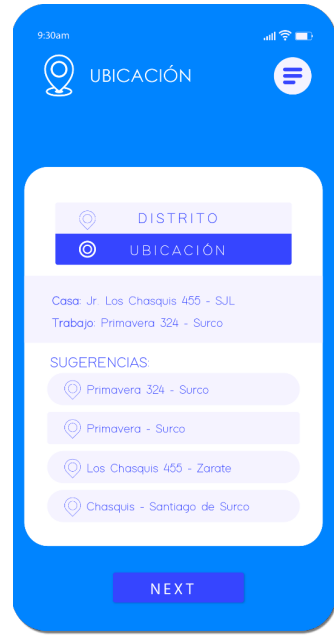 9:30am
UBICACIÓN
DISTRITO
UBICACIÓN
Casa: Jr. Los Chasquis 455 - SJL
Trabajo: Primavera 324 - Surco
SUGERENCIAS:
Primavera 324 - Surco
Primavera - Surco
Los Chasquis 455 - Zarate
Chasquis - Santiago de Surco
NEXT